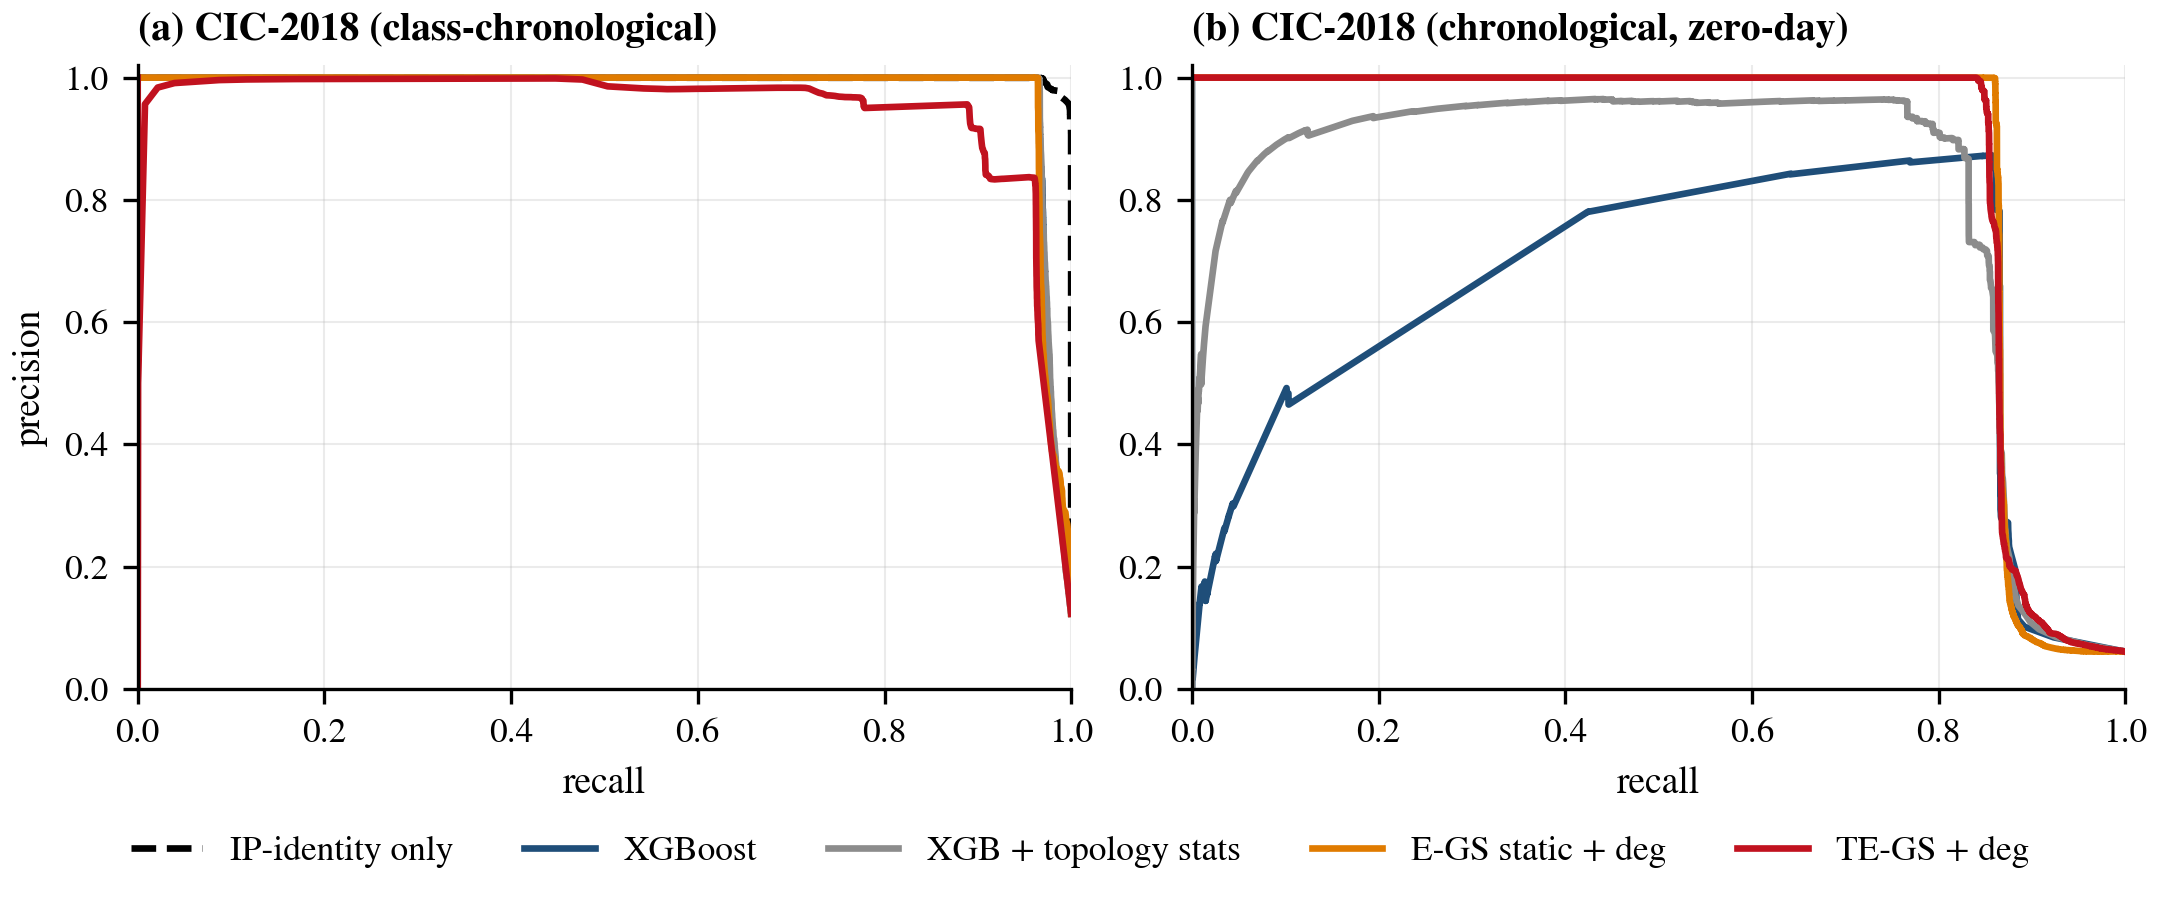 (a) CIC-2018 (class-chronological)
1.0
0.8
0.6
0.4
0.2
0.0
precision
0.0 0.2 0.4 0.6 0.8 1.0
recall
(b) CIC-2018 (chronological, zero-day)
1.0
0.8
0.6
0.4
0.2
0.0
0.0 0.2 0.4 0.6 0.8 1.0
recall
IP-identity only XGBoost XGB + topology stats E-GS static + deg TE-GS + deg